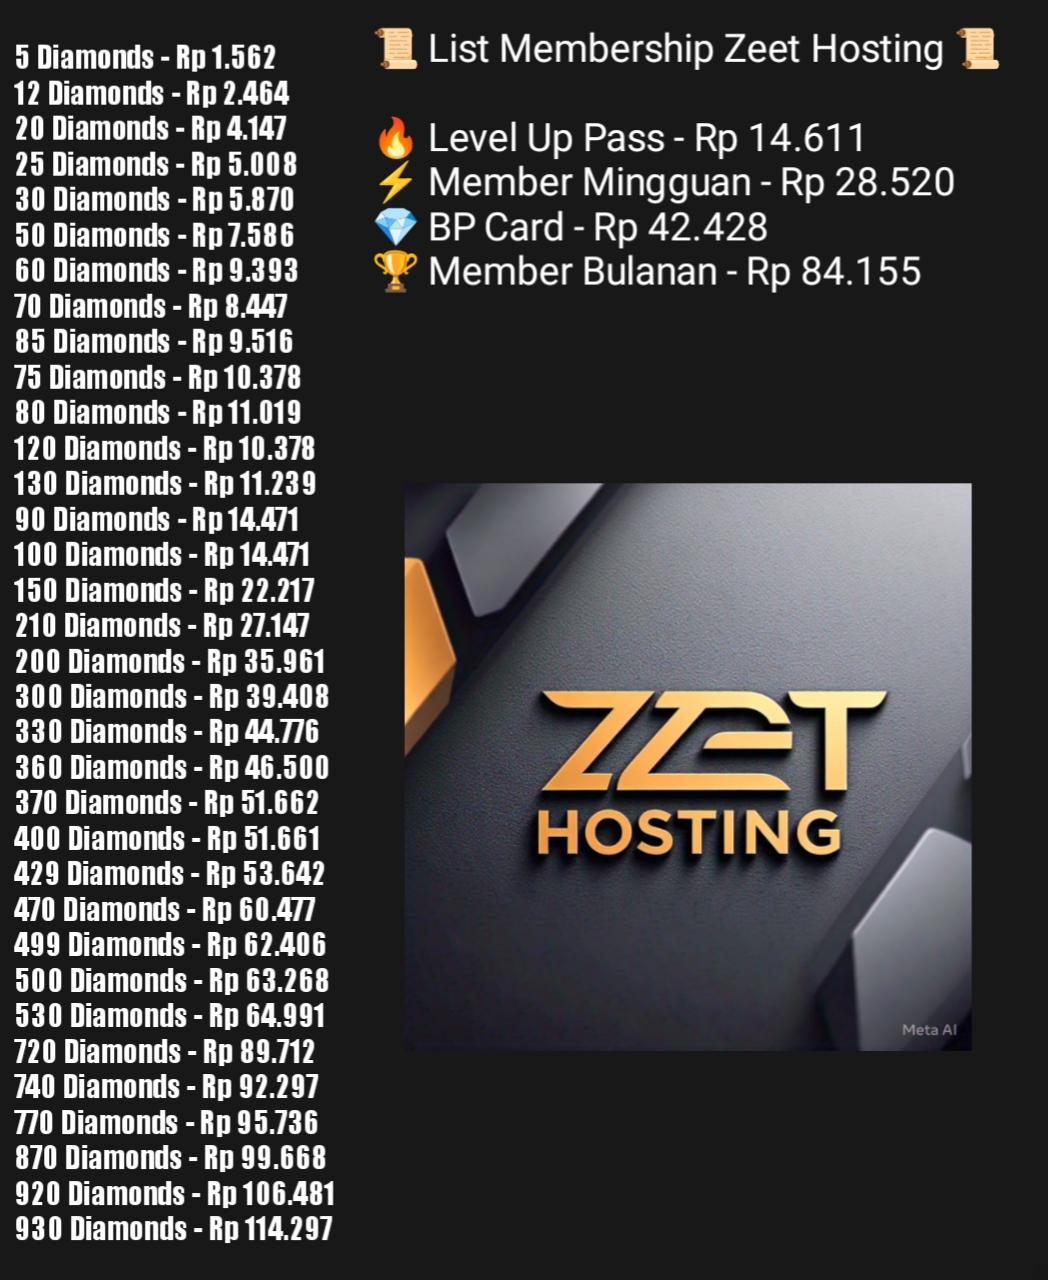 5 Diamonds - Rp 1.562
12 Diamonds - Rp 2.464
20 Diamonds - Rp 4.147
25 Diamonds - Rp 5.008
30 Diamonds - Rp 5.870
50 Diamonds - Rp 7.586
60 Diamonds - Rp 9.393
70 Diamonds - Rp 8.447
85 Diamonds - Rp 9.516
75 Diamonds - Rp 10.378
80 Diamonds - Rp 11.019
120 Diamonds - Rp 10.378
130 Diamonds - Rp 11.239
90 Diamonds - Rp 14.471
100 Diamonds - Rp 14.471
150 Diamonds - Rp 22.217
210 Diamonds - Rp 27.147
200 Diamonds - Rp 35.961
300 Diamonds - Rp 39.408
330 Diamonds - Rp 44.776
360 Diamonds - Rp 46.500
370 Diamonds - Rp 51.662
400 Diamonds - Rp 51.661
429 Diamonds - Rp 53.642
470 Diamonds - Rp 60.477
499 Diamonds - Rp 62.406
500 Diamonds - Rp 63.268
530 Diamonds - Rp 64.991
720 Diamonds - Rp 89.712
740 Diamonds - Rp 92.297
770 Diamonds - Rp 95.736
870 Diamonds - Rp 99.668
920 Diamonds - Rp 106.481
930 Diamonds - Rp 114.297
📜 List Membership Zeet Hosting 📜
🔥 Level Up Pass - Rp 14.611
⚡ Member Mingguan - Rp 28.520
💎 BP Card - Rp 42.428
🏆 Member Bulanan - Rp 84.155
ZEET
HOSTING
Meta AI